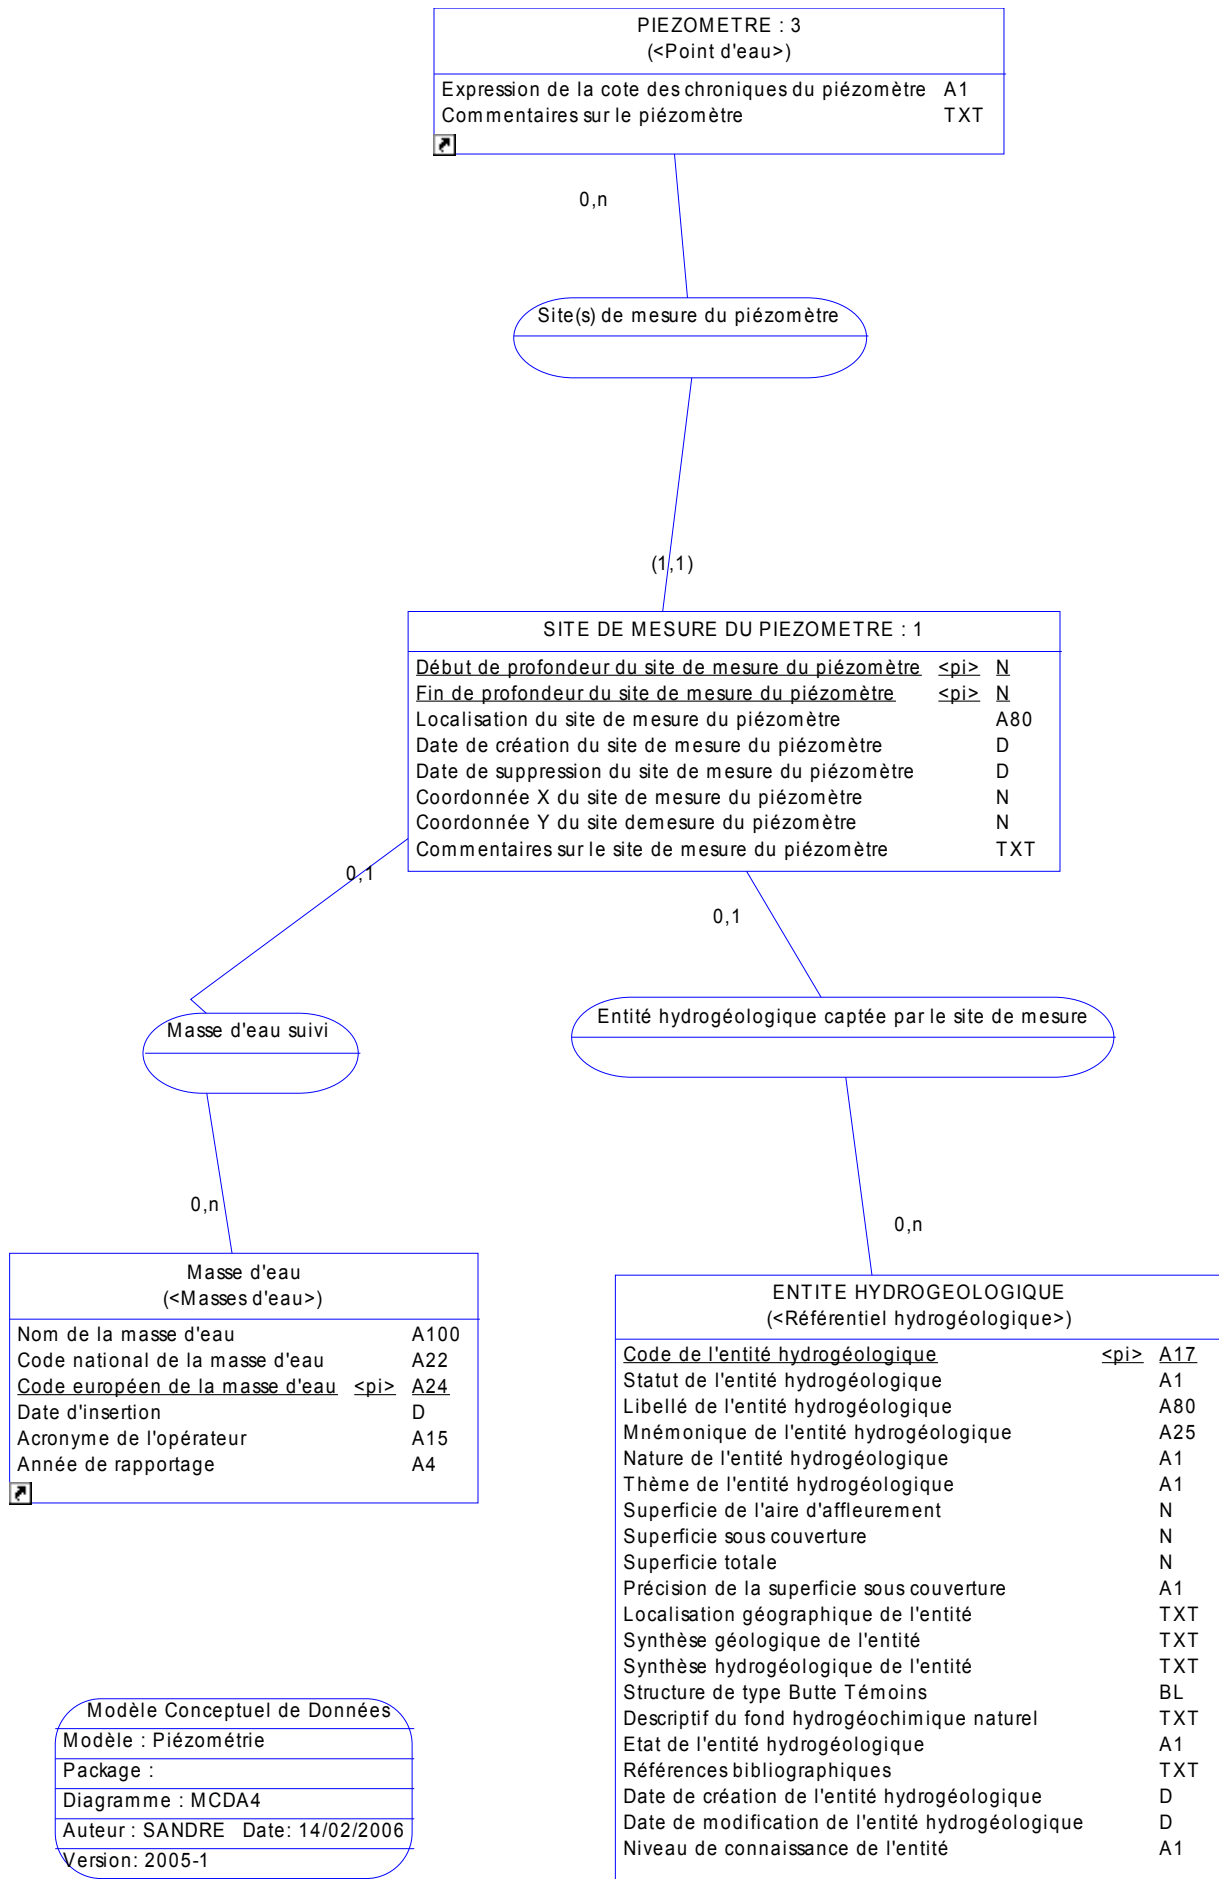 PIEZOMETRE : 3
(<Point d'eau>)
Expression de la cote des chroniques du piézomètre A1
Commentaires sur le piézomètre TXT
0,n
Site(s) de mesure du piézomètre
(1,1)
SITE DE MESURE DU PIEZOMETRE : 1
Début de profondeur du site de mesure du piézomètre <pi> N
Fin de profondeur du site de mesure du piézomètre <pi> N
Localisation du site de mesure du piézomètre A80
Date de création du site de mesure du piézomètre D
Date de suppression du site de mesure du piézomètre D
Coordonnée X du site de mesure du piézomètre N
Coordonnée Y du site demesure du piézomètre N
Commentaires sur le site de mesure du piézomètre TXT
0,1
0,1
Masse d'eau suivi
Entité hydrogéologique captée par le site de mesure
0,n
0,n
Masse d'eau
(<Masses d'eau>)
Nom de la masse d'eau A100
Code national de la masse d'eau A22
Code européen de la masse d'eau <pi> A24
Date d'insertion D
Acronyme de l'opérateur A15
Année de rapportage A4
ENTITE HYDROGEOLOGIQUE
(<Référentiel hydrogéologique>)
Code de l'entité hydrogéologique <pi> A17
Statut de l'entité hydrogéologique A1
Libellé de l'entité hydrogéologique A80
Mnémonique de l'entité hydrogéologique A25
Nature de l'entité hydrogéologique A1
Thème de l'entité hydrogéologique A1
Superficie de l'aire d'affleurement N
Superficie sous couverture N
Superficie totale N
Précision de la superficie sous couverture A1
Localisation géographique de l'entité TXT
Synthèse géologique de l'entité TXT
Synthèse hydrogéologique de l'entité TXT
Structure de type Butte Témoins BL
Descriptif du fond hydrogéochimique naturel TXT
Etat de l'entité hydrogéologique A1
Références bibliographiques TXT
Date de création de l'entité hydrogéologique D
Date de modification de l'entité hydrogéologique D
Niveau de connaissance de l'entité A1
Modèle Conceptuel de Données
Modèle : Piézométrie
Package :
Diagramme : MCDA4
Auteur : SANDRE Date: 14/02/2006
Version: 2005-1